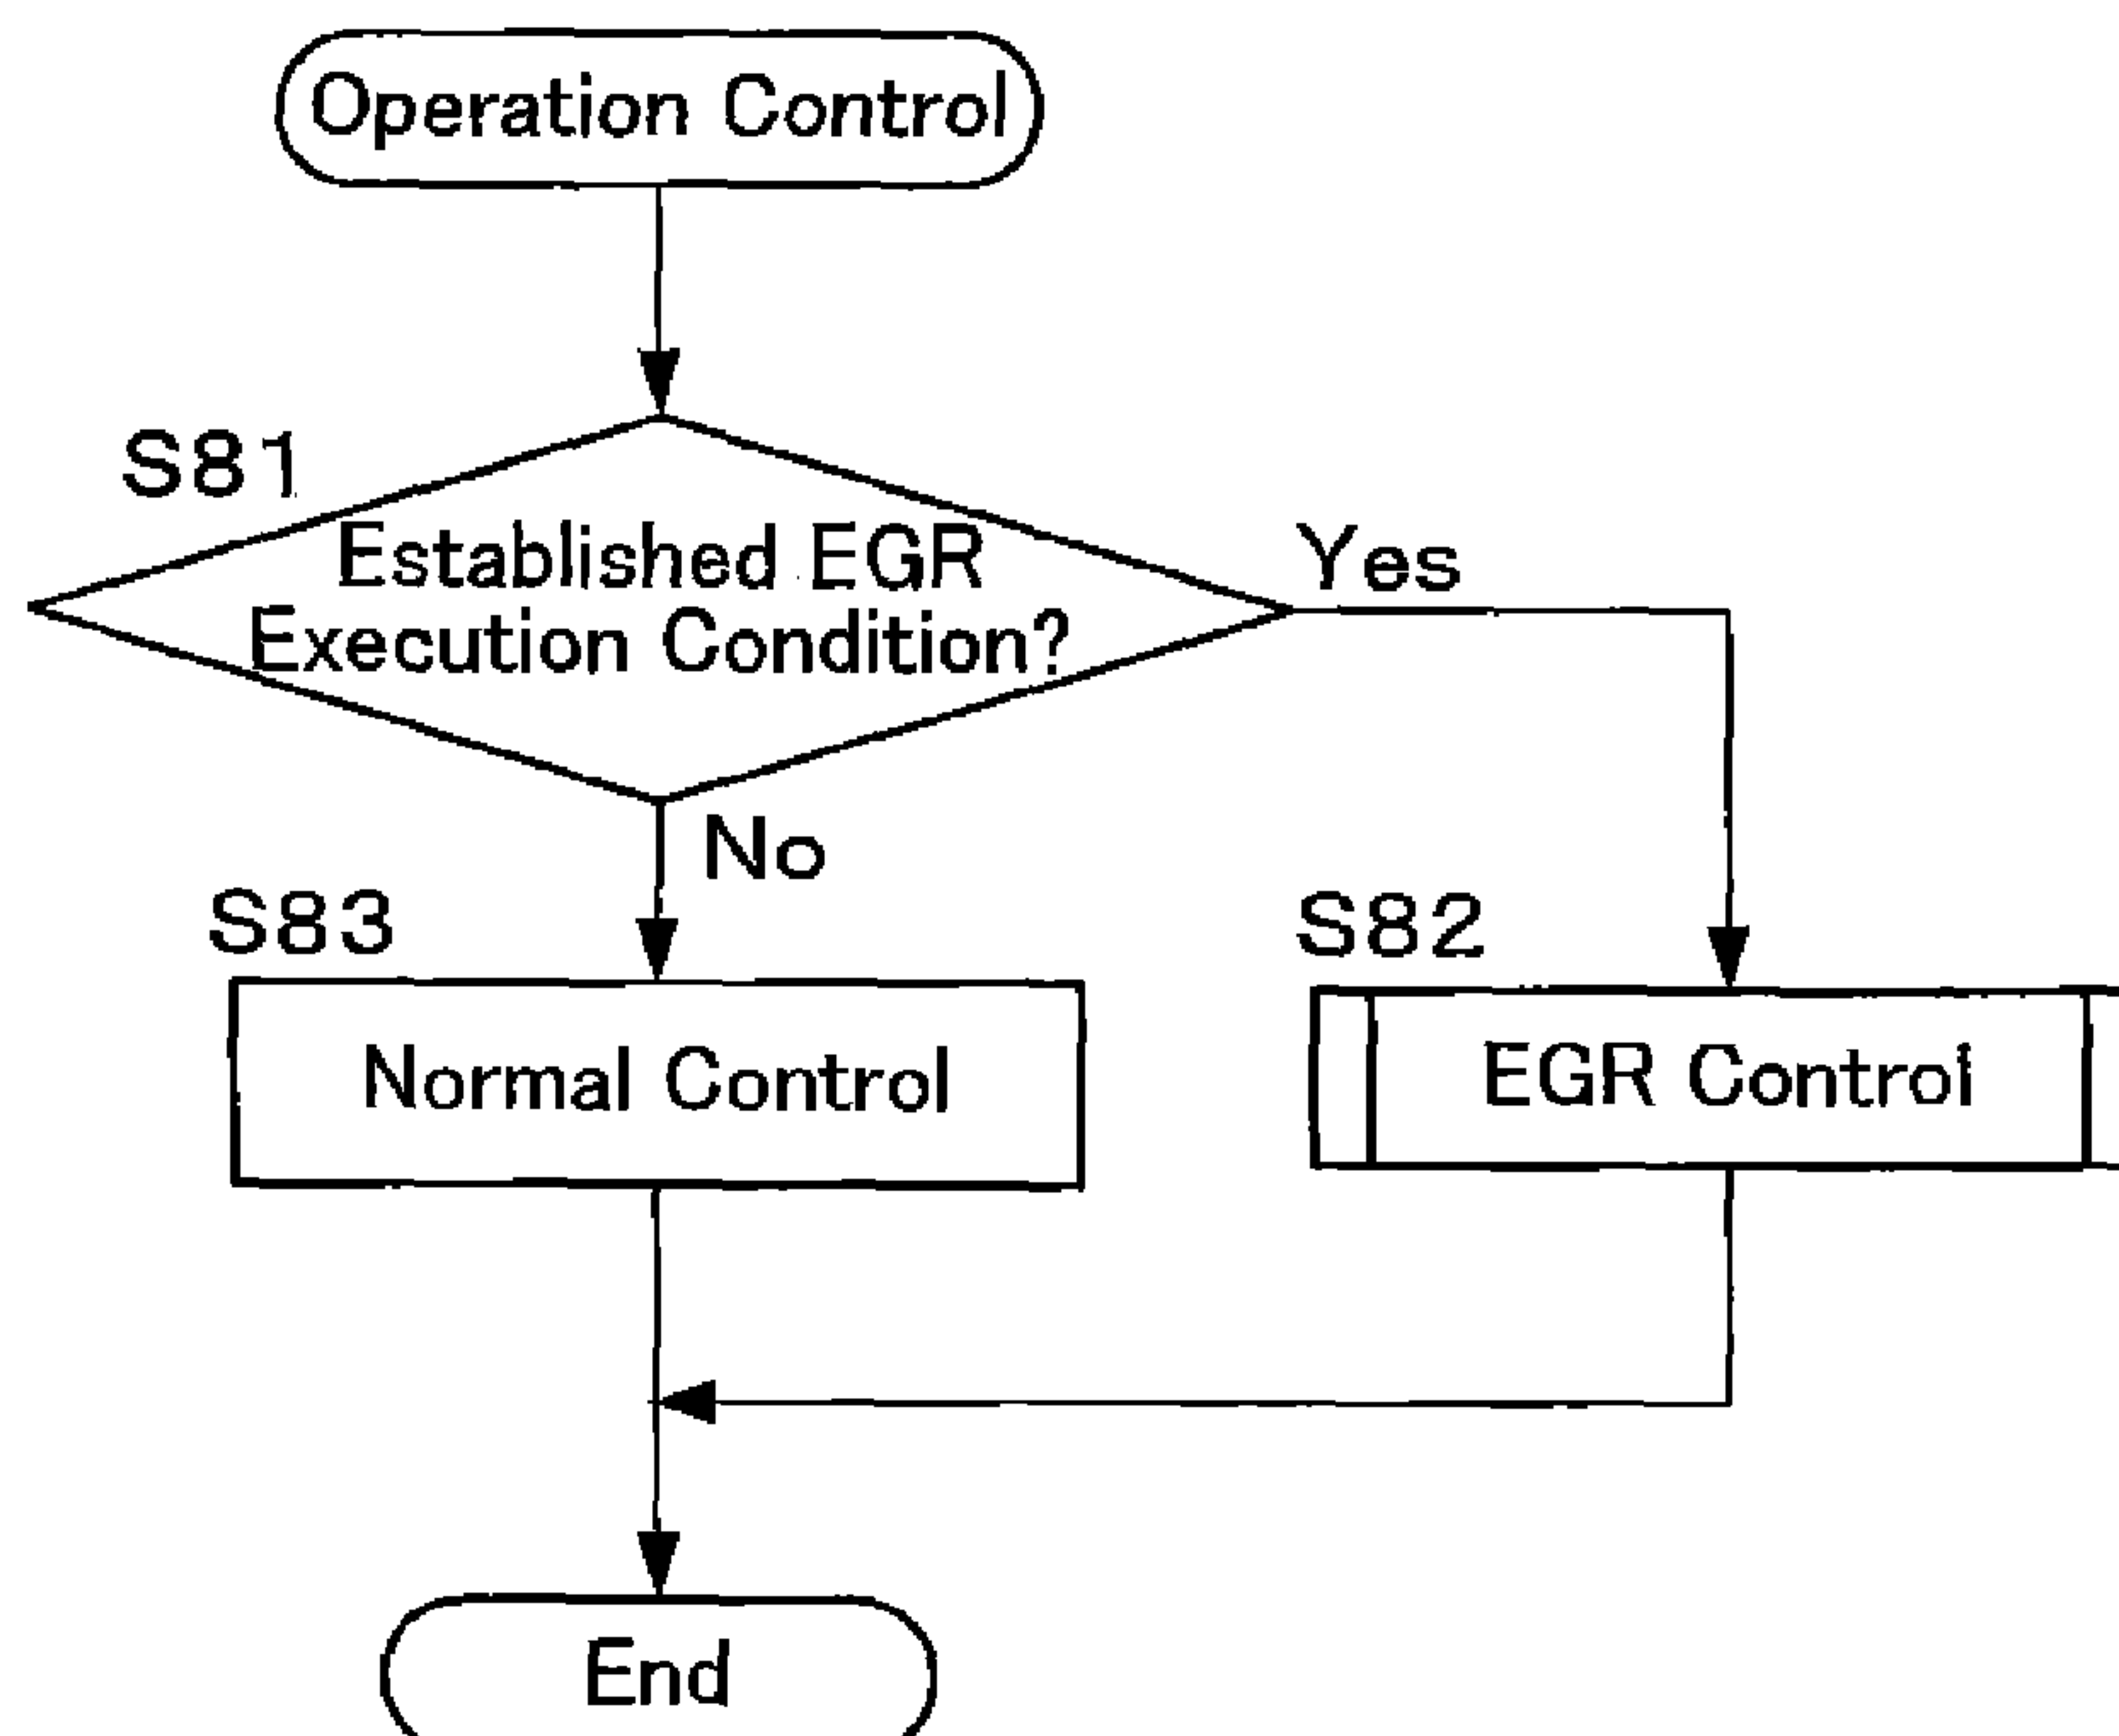 Operation Control
S81
Established EGR
Execution Condition?
Yes
No
S83
S82
Normal Control
EGR Control
End